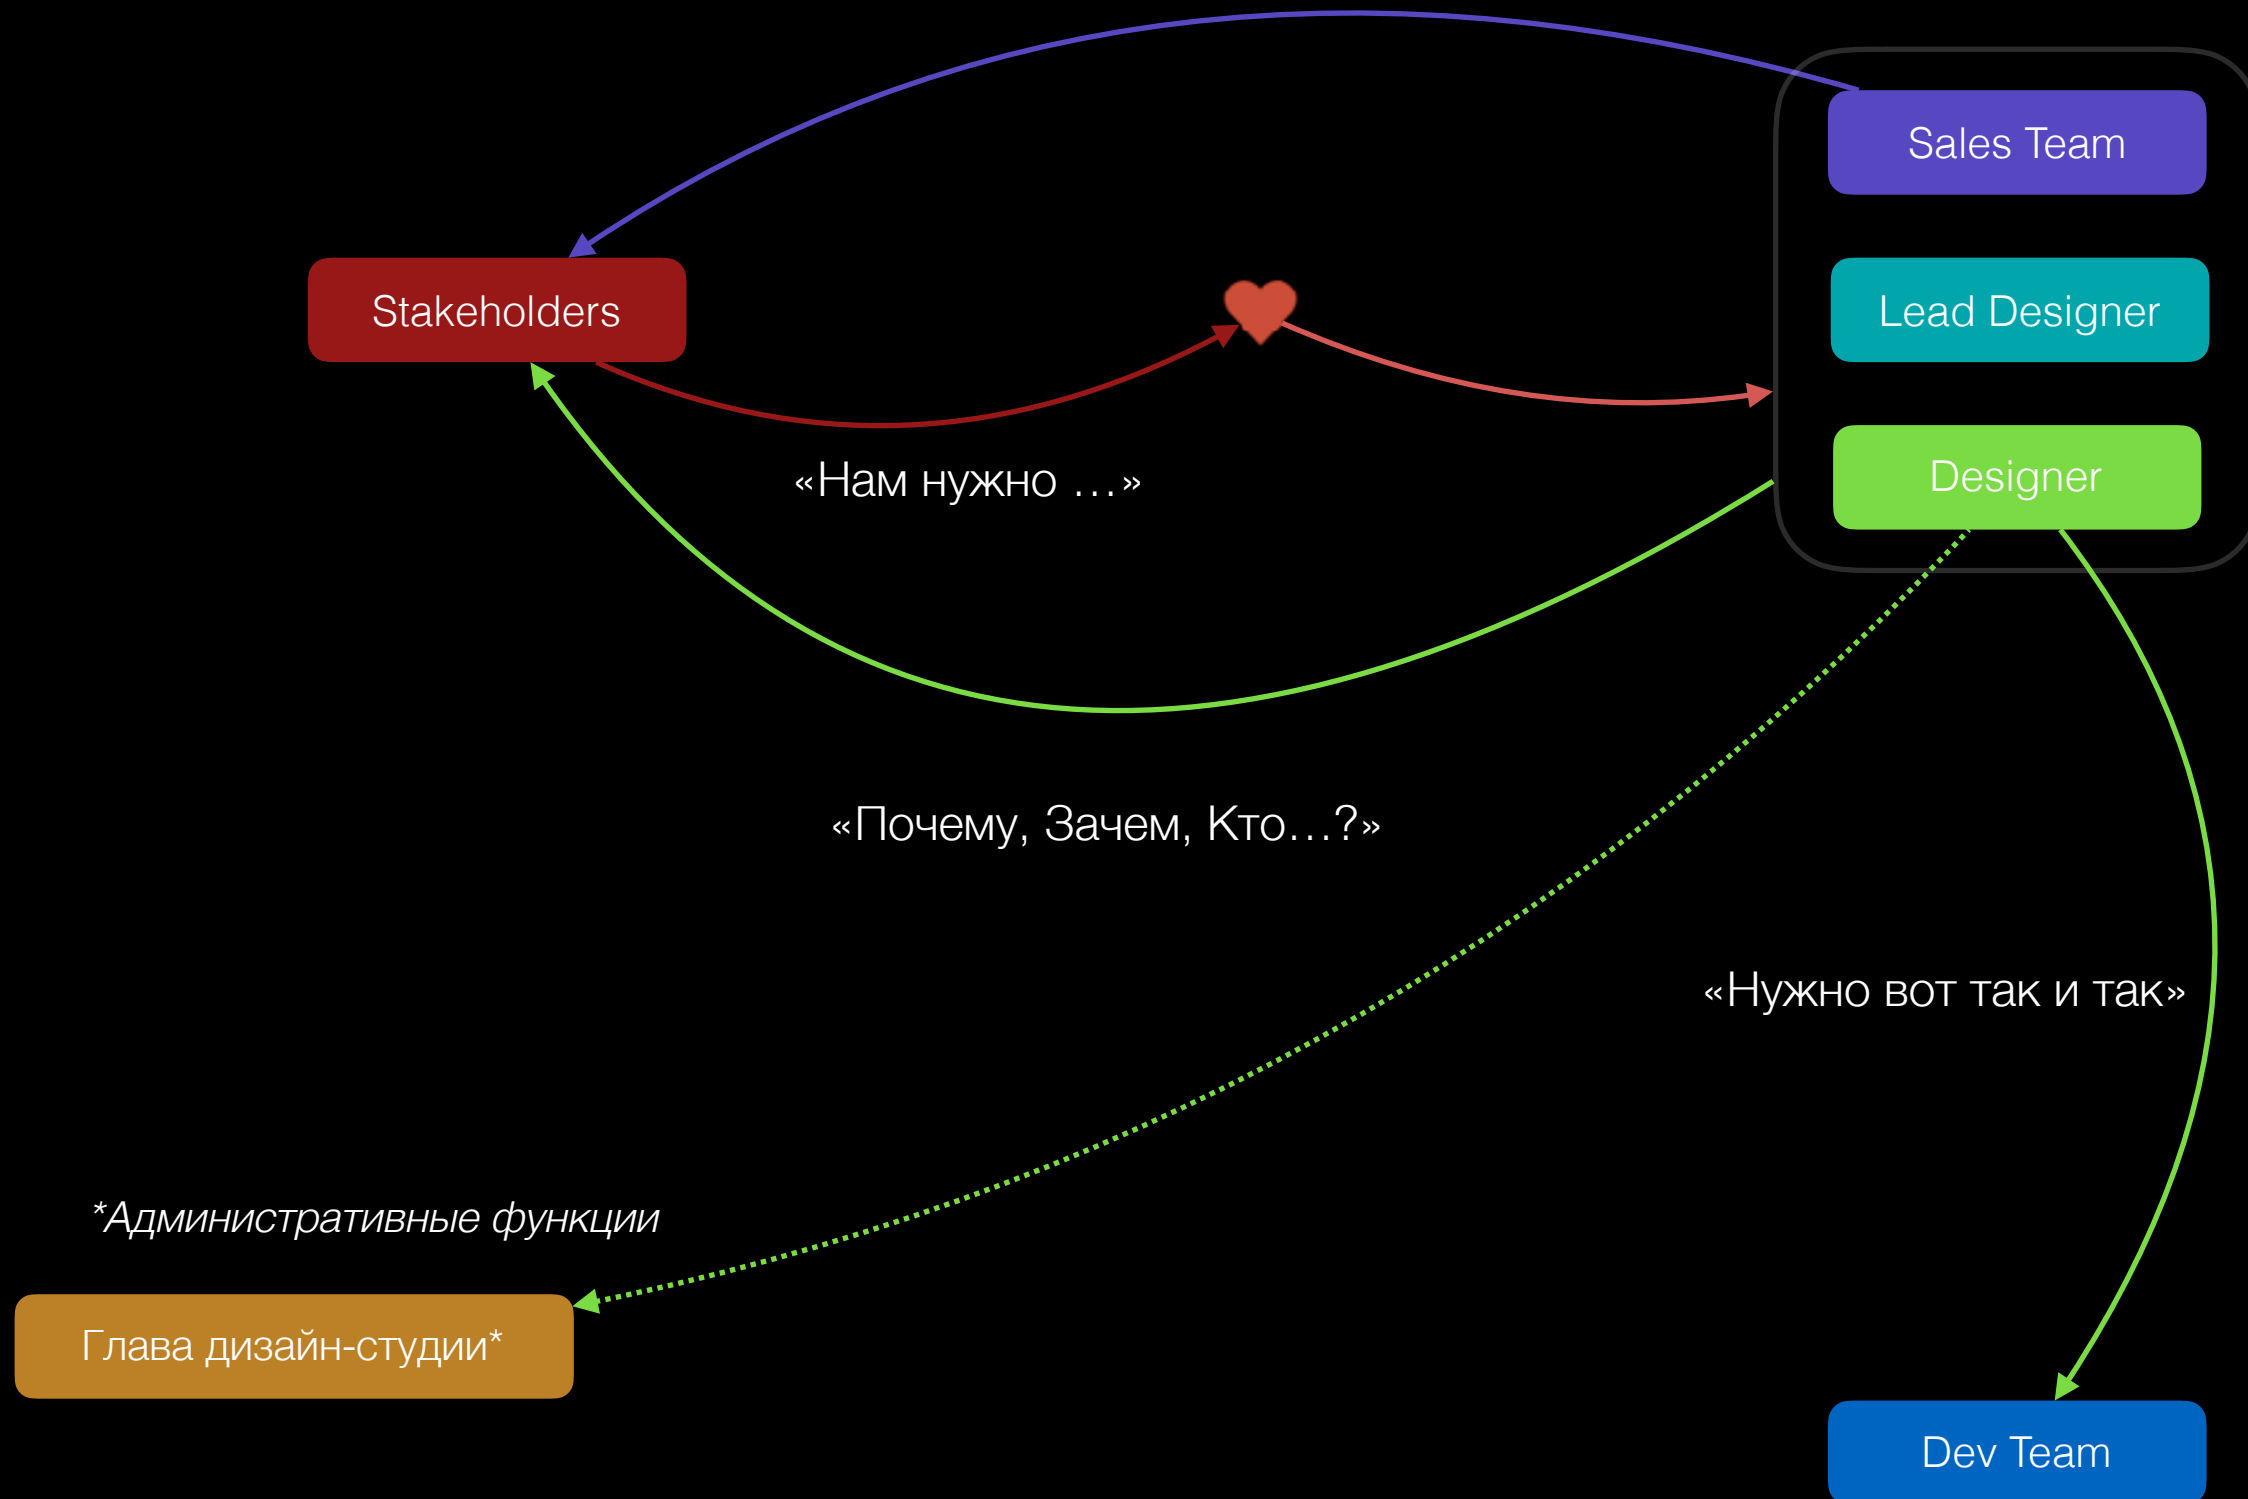 Sales Team
Stakeholders
Lead Designer
Designer
«Нам нужно …»
«Почему, Зачем, Кто…?»
«Нужно вот так и так»
*Административные функции
Глава дизайн-студии*
Dev Team